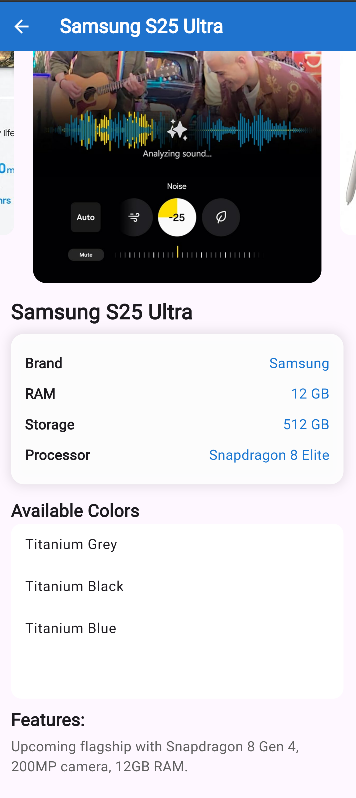 Samsung S25 Ultra
life
0m
hrs
Analyzing sound...
Noise
Auto
-25
Mute
Samsung S25 Ultra
Brand Samsung
RAM 12 GB
Storage 512 GB
Processor Snapdragon 8 Elite
Available Colors
Titanium Grey
Titanium Black
Titanium Blue
Features:
Upcoming flagship with Snapdragon 8 Gen 4,
200MP camera, 12GB RAM.